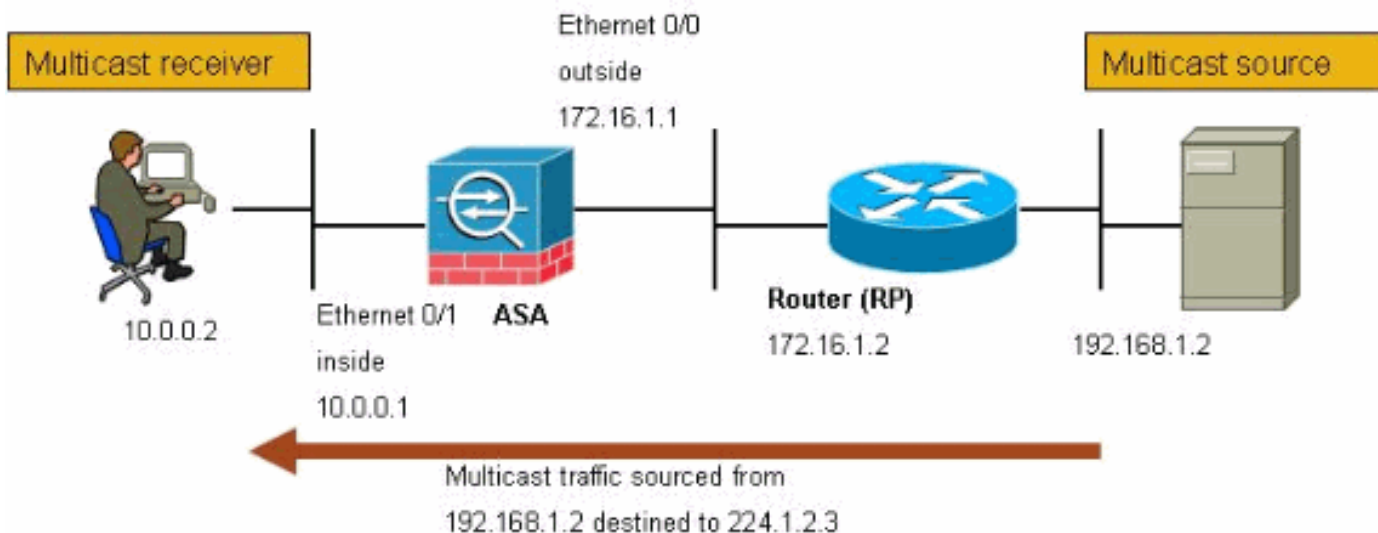 Multicast receiver
10.0.0.2
Ethernet 0/1
inside
10.0.0.1
ASA
Ethernet 0/0
outside
172.16.1.1
Router (RP)
172.16.1.2
Multicast source
192.168.1.2
Multicast traffic sourced from
192.168.1.2 destined to 224.1.2.3